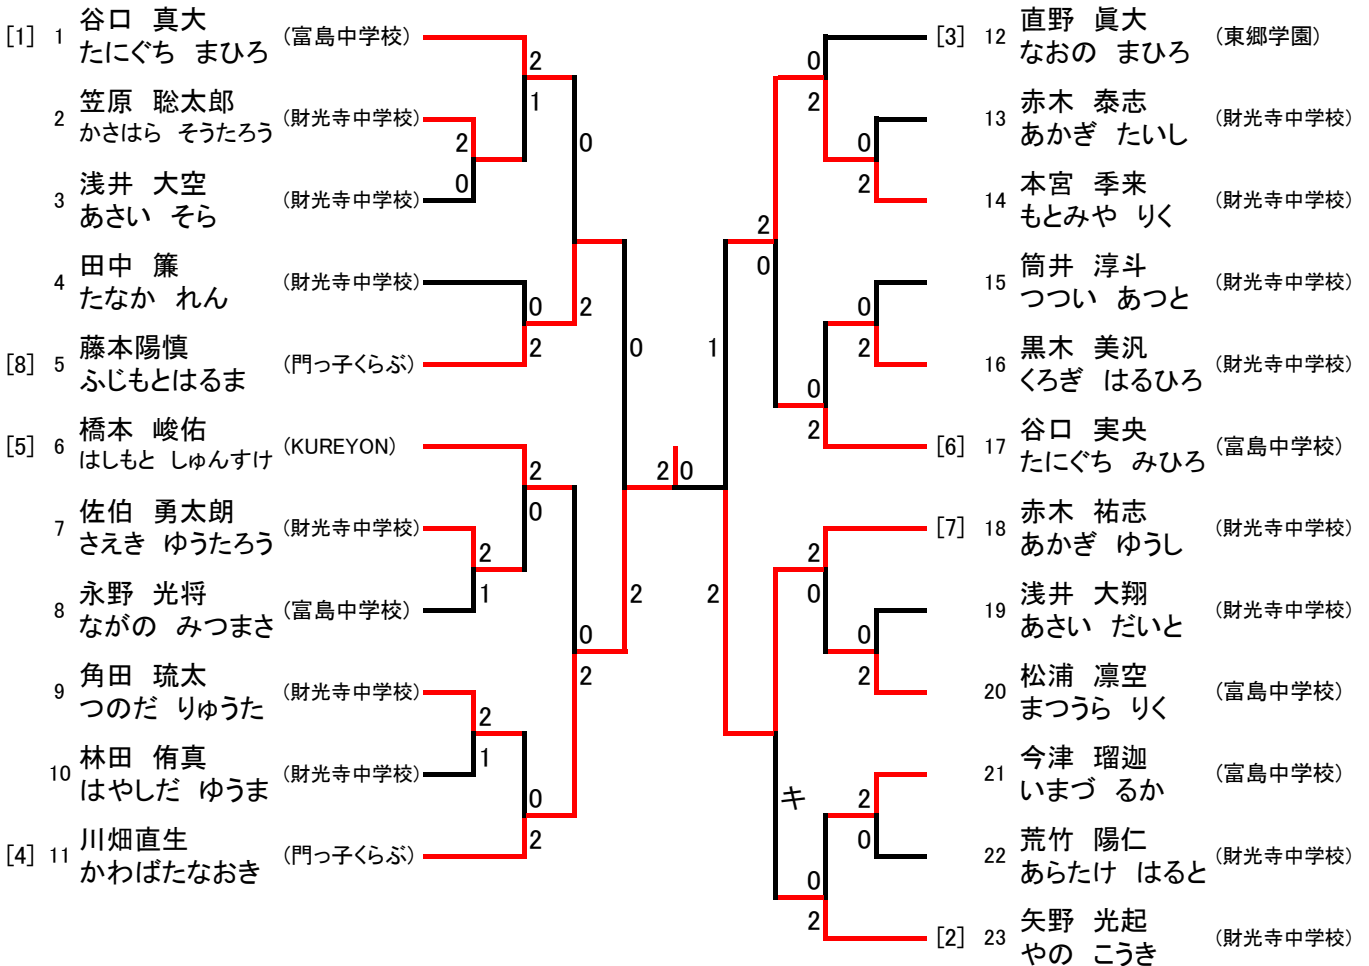 [1] 1 谷口 真大 (富島中学校)
たにぐち まひろ
2 笠原 聡太郎 (財光寺中学校)
かさはら そうたろう
3 浅井 大空 (財光寺中学校)
あさい そら
4 田中 簾 (財光寺中学校)
たなか れん
[8] 5 藤本陽慎 (門っ子くらぶ)
ふじもとはるま
[5] 6 橋本 峻佑 (KUREYON)
はしもと しゅんすけ
7 佐伯 勇太朗 (財光寺中学校)
さえき ゆうたろう
8 永野 光将 (富島中学校)
ながの みつまさ
9 角田 琉太 (財光寺中学校)
つのだ りゅうた
10 林田 侑真 (財光寺中学校)
はやしだ ゆうま
[4] 11 川畑直生 (門っ子くらぶ)
かわばたなおき
2
1
2
0
0
0
2
2
0
2
0
2
1
0
2
2
1
0
2
2
2 0
0
2
0
2
2
0
0
2
0
2
1
2
2
0
0
2
キ
2
0
0
2
[3] 12 直野 眞大 (東郷学園)
なおの まひろ
13 赤木 泰志 (財光寺中学校)
あかぎ たいし
14 本宮 季来 (財光寺中学校)
もとみや りく
15 筒井 淳斗 (財光寺中学校)
つつい あつと
16 黒木 美汎 (財光寺中学校)
くろぎ はるひろ
[6] 17 谷口 実央 (富島中学校)
たにぐち みひろ
[7] 18 赤木 祐志 (財光寺中学校)
あかぎ ゆうし
19 浅井 大翔 (財光寺中学校)
あさい だいと
20 松浦 凛空 (富島中学校)
まつうら りく
21 今津 瑠迦 (富島中学校)
いまづ るか
22 荒竹 陽仁 (財光寺中学校)
あらたけ はると
[2] 23 矢野 光起 (財光寺中学校)
やの こうき